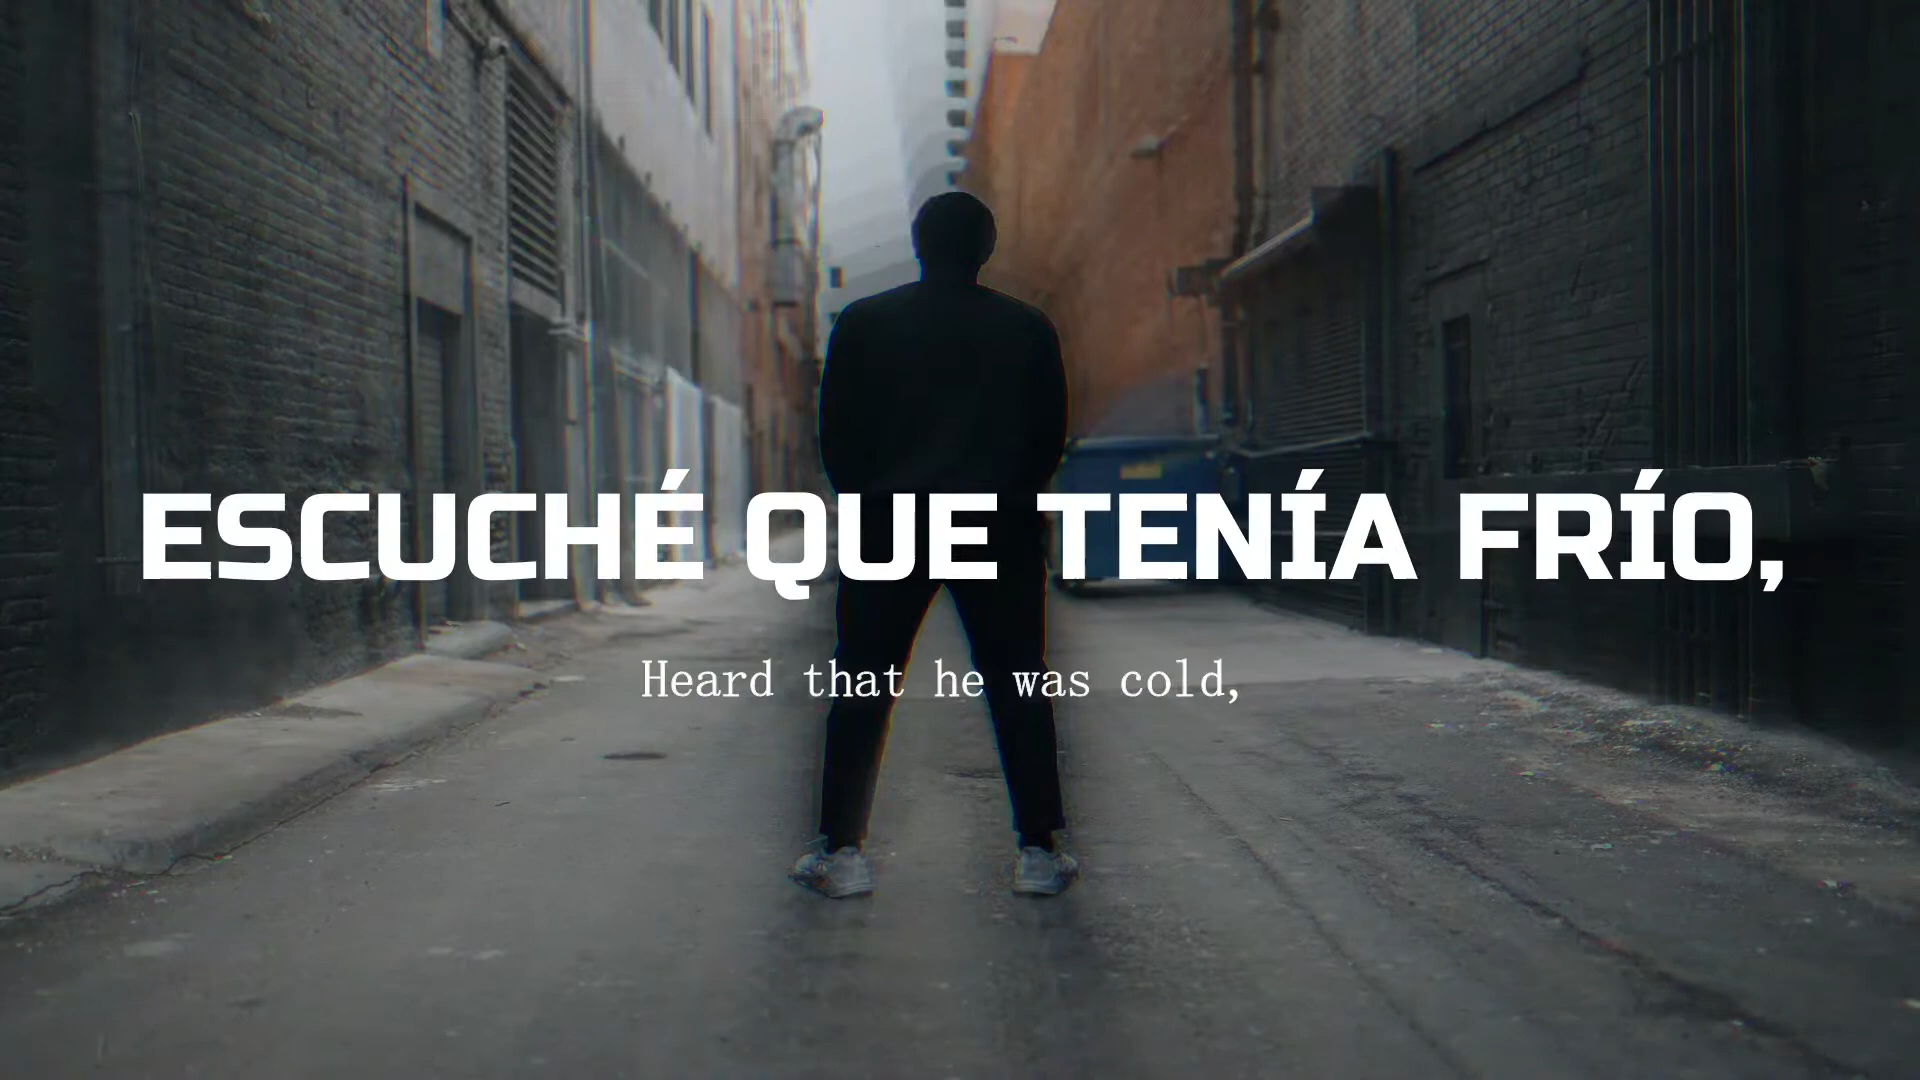 ESCUCHÉ QUE TENÍA FRÍO,
Heard that he was cold,